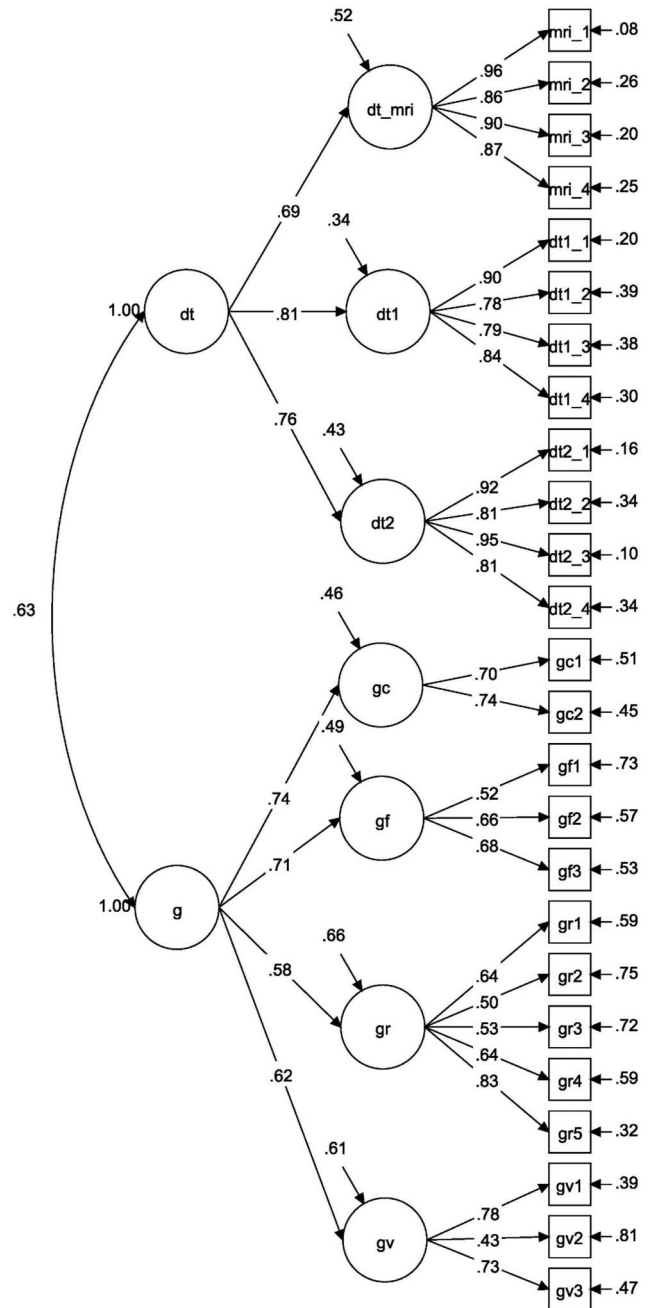 .52
mri_1
.08
.96
mri_2
.26
.86
dt_mri
.90
mri_3
.20
.87
mri_4
.25
.69
.34
dt1_1
.20
.90
dt1_2
.39
.78
1.00
dt
.81
dt1
.79
dt1_3
.38
.84
dt1_4
.30
.76
.43
dt2_1
.16
.92
dt2_2
.34
.81
dt2
.95
dt2_3
.10
.81
dt2_4
.34
.63
.46
gc1
.51
.70
gc
.74
gc2
.45
.49
gf1
.73
.74
.52
gf
.66
gf2
.57
.71
.68
gf3
.53
1.00
g
.66
gr1
.59
.58
.64
gr2
.75
.50
gr
.53
gr3
.72
.62
.64
gr4
.59
.83
gr5
.32
.61
gv1
.39
.78
gv
.43
gv2
.81
.73
gv3
.47